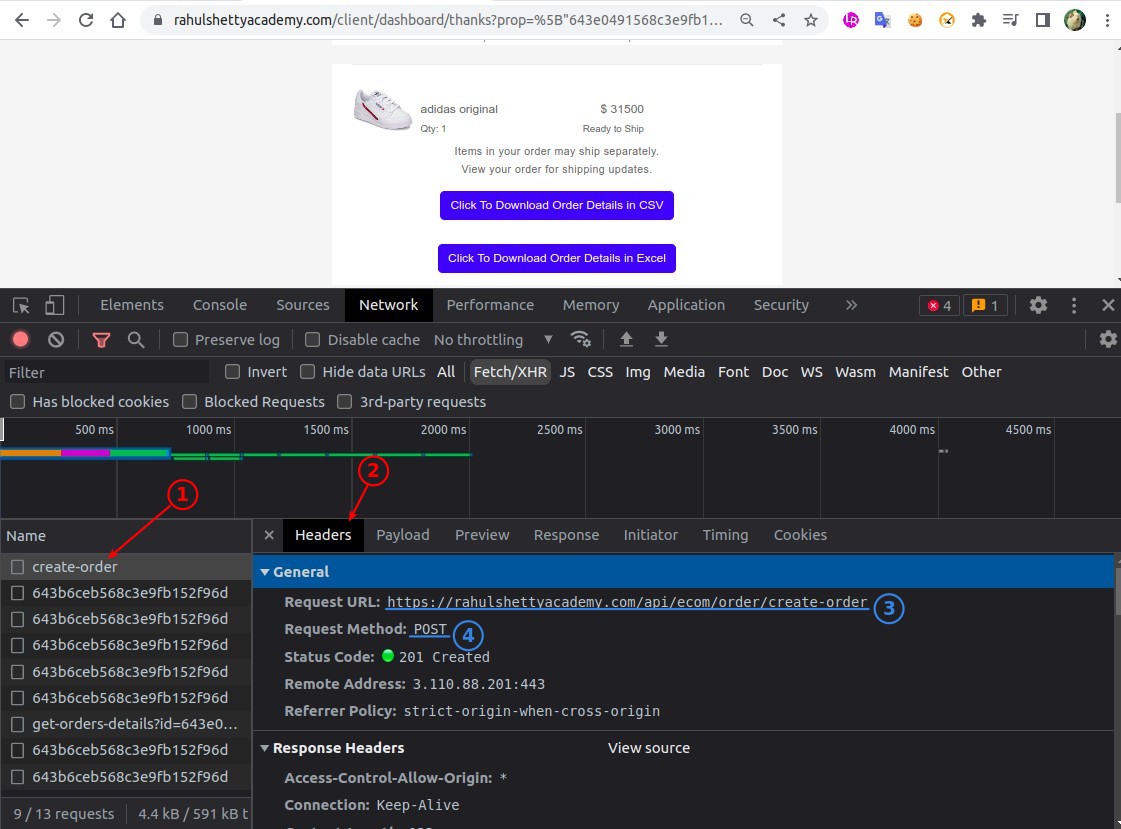 rahulshettyacademy.com/client/dashboard/thanks?prop=%5B"643e0491568c3e9fb1...
adidas original $ 31500
Qty: 1 Ready to Ship
Items in your order may ship separately.
View your order for shipping updates.
Click To Download Order Details in CSV
Click To Download Order Details in Excel
Elements Console Sources Network Performance Memory Application Security » 4 1
Preserve log Disable cache No throttling
Filter Invert Hide data URLs All Fetch/XHR JS CSS Img Media Font Doc WS Wasm Manifest Other
Has blocked cookies Blocked Requests 3rd-party requests
500 ms 1000 ms 1500 ms 2000 ms 2500 ms 3000 ms 3500 ms 4000 ms 4500 ms
2
1
Name Headers Payload Preview Response Initiator Timing Cookies
create-order
643b6ceb568c3e9fb152f96d
643b6ceb568c3e9fb152f96d
643b6ceb568c3e9fb152f96d
643b6ceb568c3e9fb152f96d
643b6ceb568c3e9fb152f96d
get-orders-details?id=643e0...
643b6ceb568c3e9fb152f96d
643b6ceb568c3e9fb152f96d
9 / 13 requests 4.4 kB / 591 kB t
General
Request URL: https://rahulshettyacademy.com/api/ecom/order/create-order 3
Request Method: POST 4
Status Code: 201 Created
Remote Address: 3.110.88.201:443
Referrer Policy: strict-origin-when-cross-origin
Response Headers View source
Access-Control-Allow-Origin: *
Connection: Keep-Alive